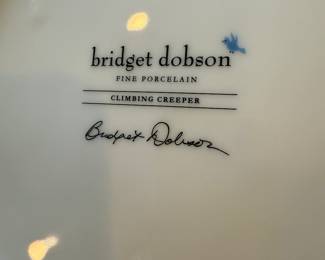 bridget dobson
FINE PORCELAIN
CLIMBING CREEPER
Bridget Dobson